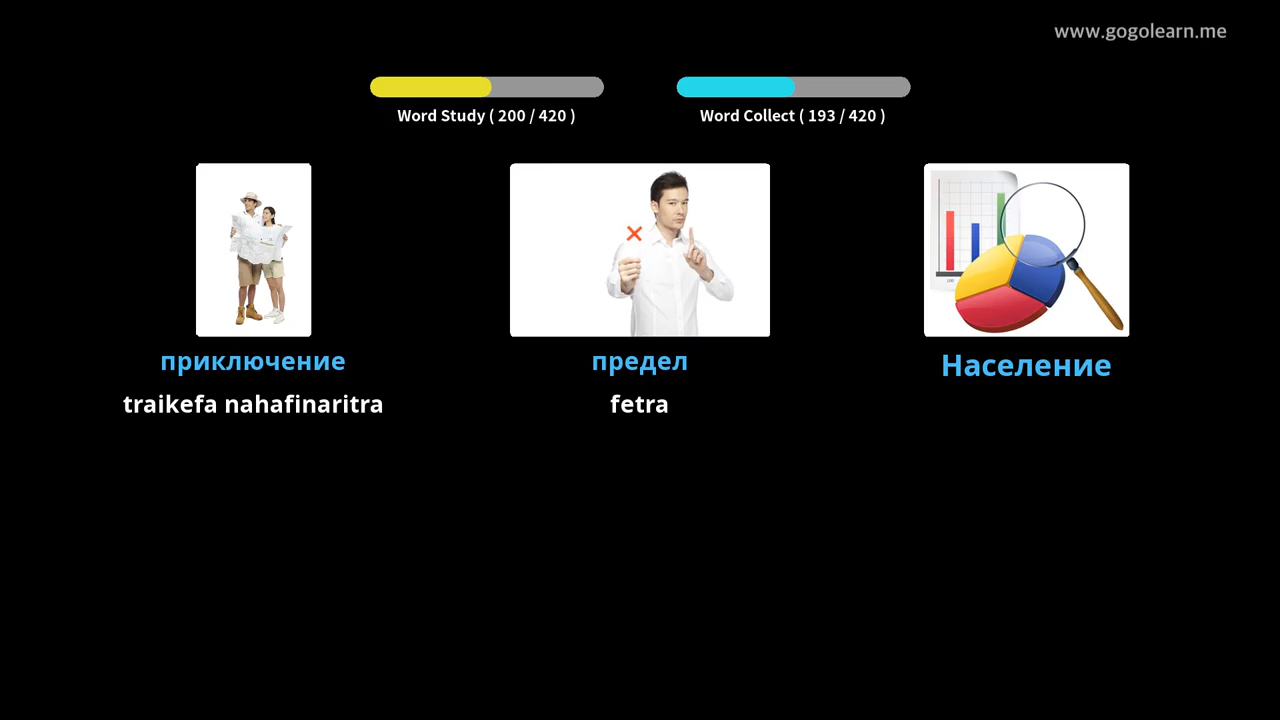 www.gogolearn.me
Word Study ( 200 / 420 )
Word Collect ( 193 / 420 )
приключение
предел
Население
traikefa nahafinaritra
fetra